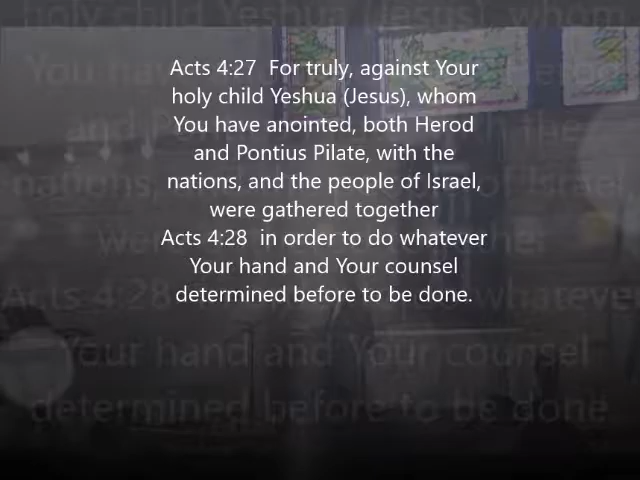 Acts 4:27  For truly, against Your
holy child Yeshua (Jesus), whom
You have anointed, both Herod
and Pontius Pilate, with the
nations, and the people of Israel,
were gathered together
Acts 4:28  in order to do whatever
Your hand and Your counsel
determined before to be done.